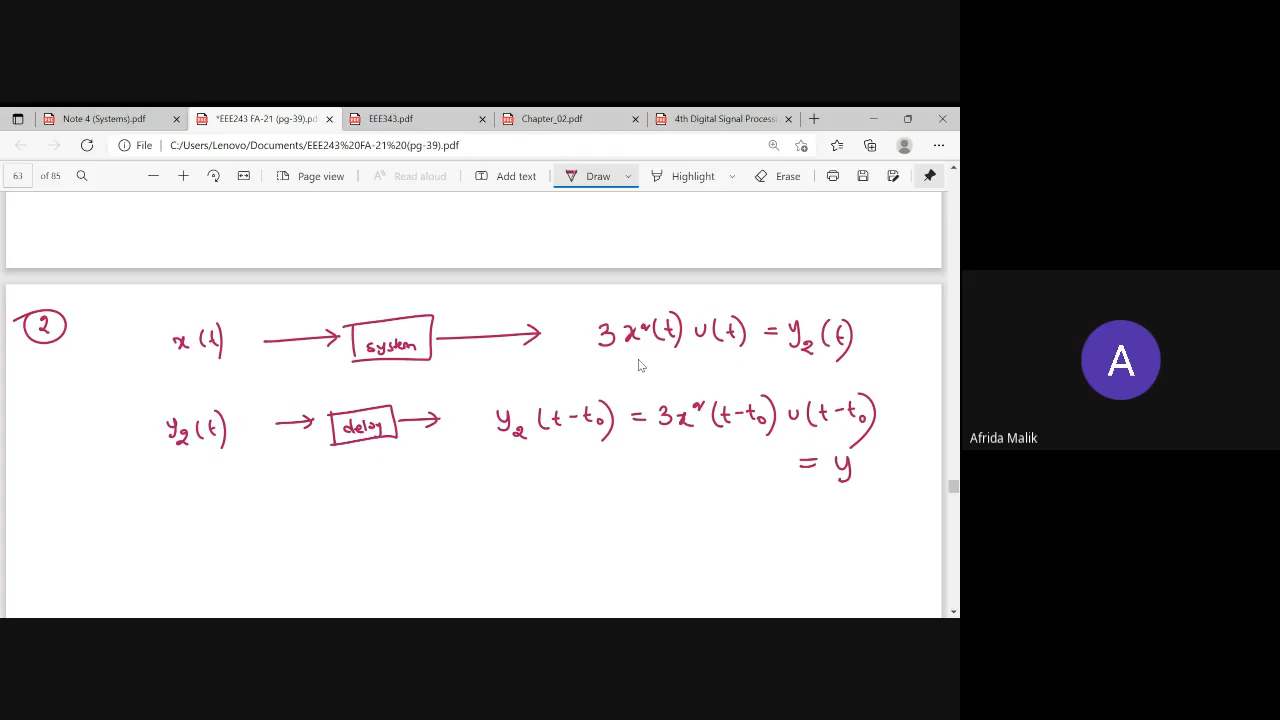 Note 4 (Systems).pdf
*EEE243 FA-21 (pg-39).pd
EEE343.pdf
Chapter_02.pdf
4th Digital Signal Processi
File
C:/Users/Lenovo/Documents/EEE243%20FA-21%20(pg-39).pdf
63 of 85
Page view
Read aloud
Add text
Draw
Highlight
Erase
2
x(t) → system → 3x²(t) u(t) = y₂(t)
y₂(t) → delay → y₂(t-t₀) = 3x²(t-t₀) u(t-t₀)
= y
A
Afrida Malik